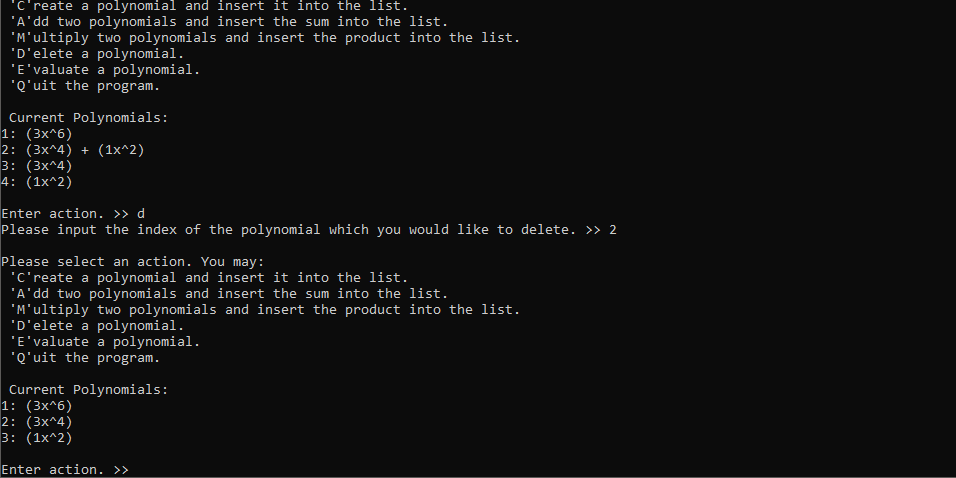 'C'reate a polynomial and insert it into the list.
'A'dd two polynomials and insert the sum into the list.
'M'ultiply two polynomials and insert the product into the list.
'D'elete a polynomial.
'E'valuate a polynomial.
'Q'uit the program.
Current Polynomials:
1: (3x^6)
2: (3x^4) + (1x^2)
3: (3x^4)
4: (1x^2)
Enter action. >> d
Please input the index of the polynomial which you would like to delete. >> 2
Please select an action. You may:
'C'reate a polynomial and insert it into the list.
'A'dd two polynomials and insert the sum into the list.
'M'ultiply two polynomials and insert the product into the list.
'D'elete a polynomial.
'E'valuate a polynomial.
'Q'uit the program.
Current Polynomials:
1: (3x^6)
2: (3x^4)
3: (1x^2)
Enter action. >>